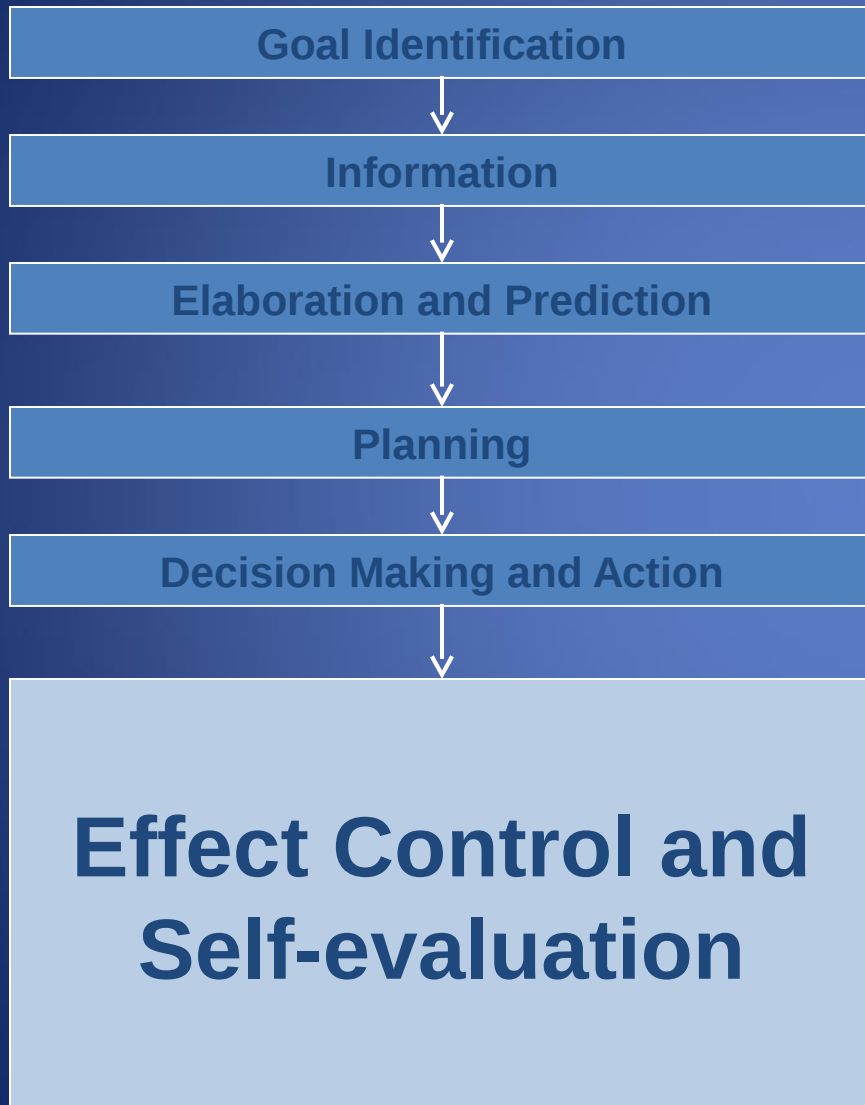 Goal Identification
Information
Elaboration and Prediction
Planning
Decision Making and Action
Effect Control and
Self-evaluation